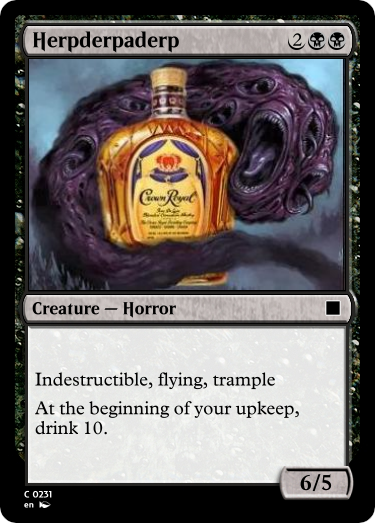 Herpderpaderp 2
Crown Royal
Indestructible, flying, trample
At the beginning of your upkeep,
drink 10.
Creature — Horror
6/5
C 0231
en